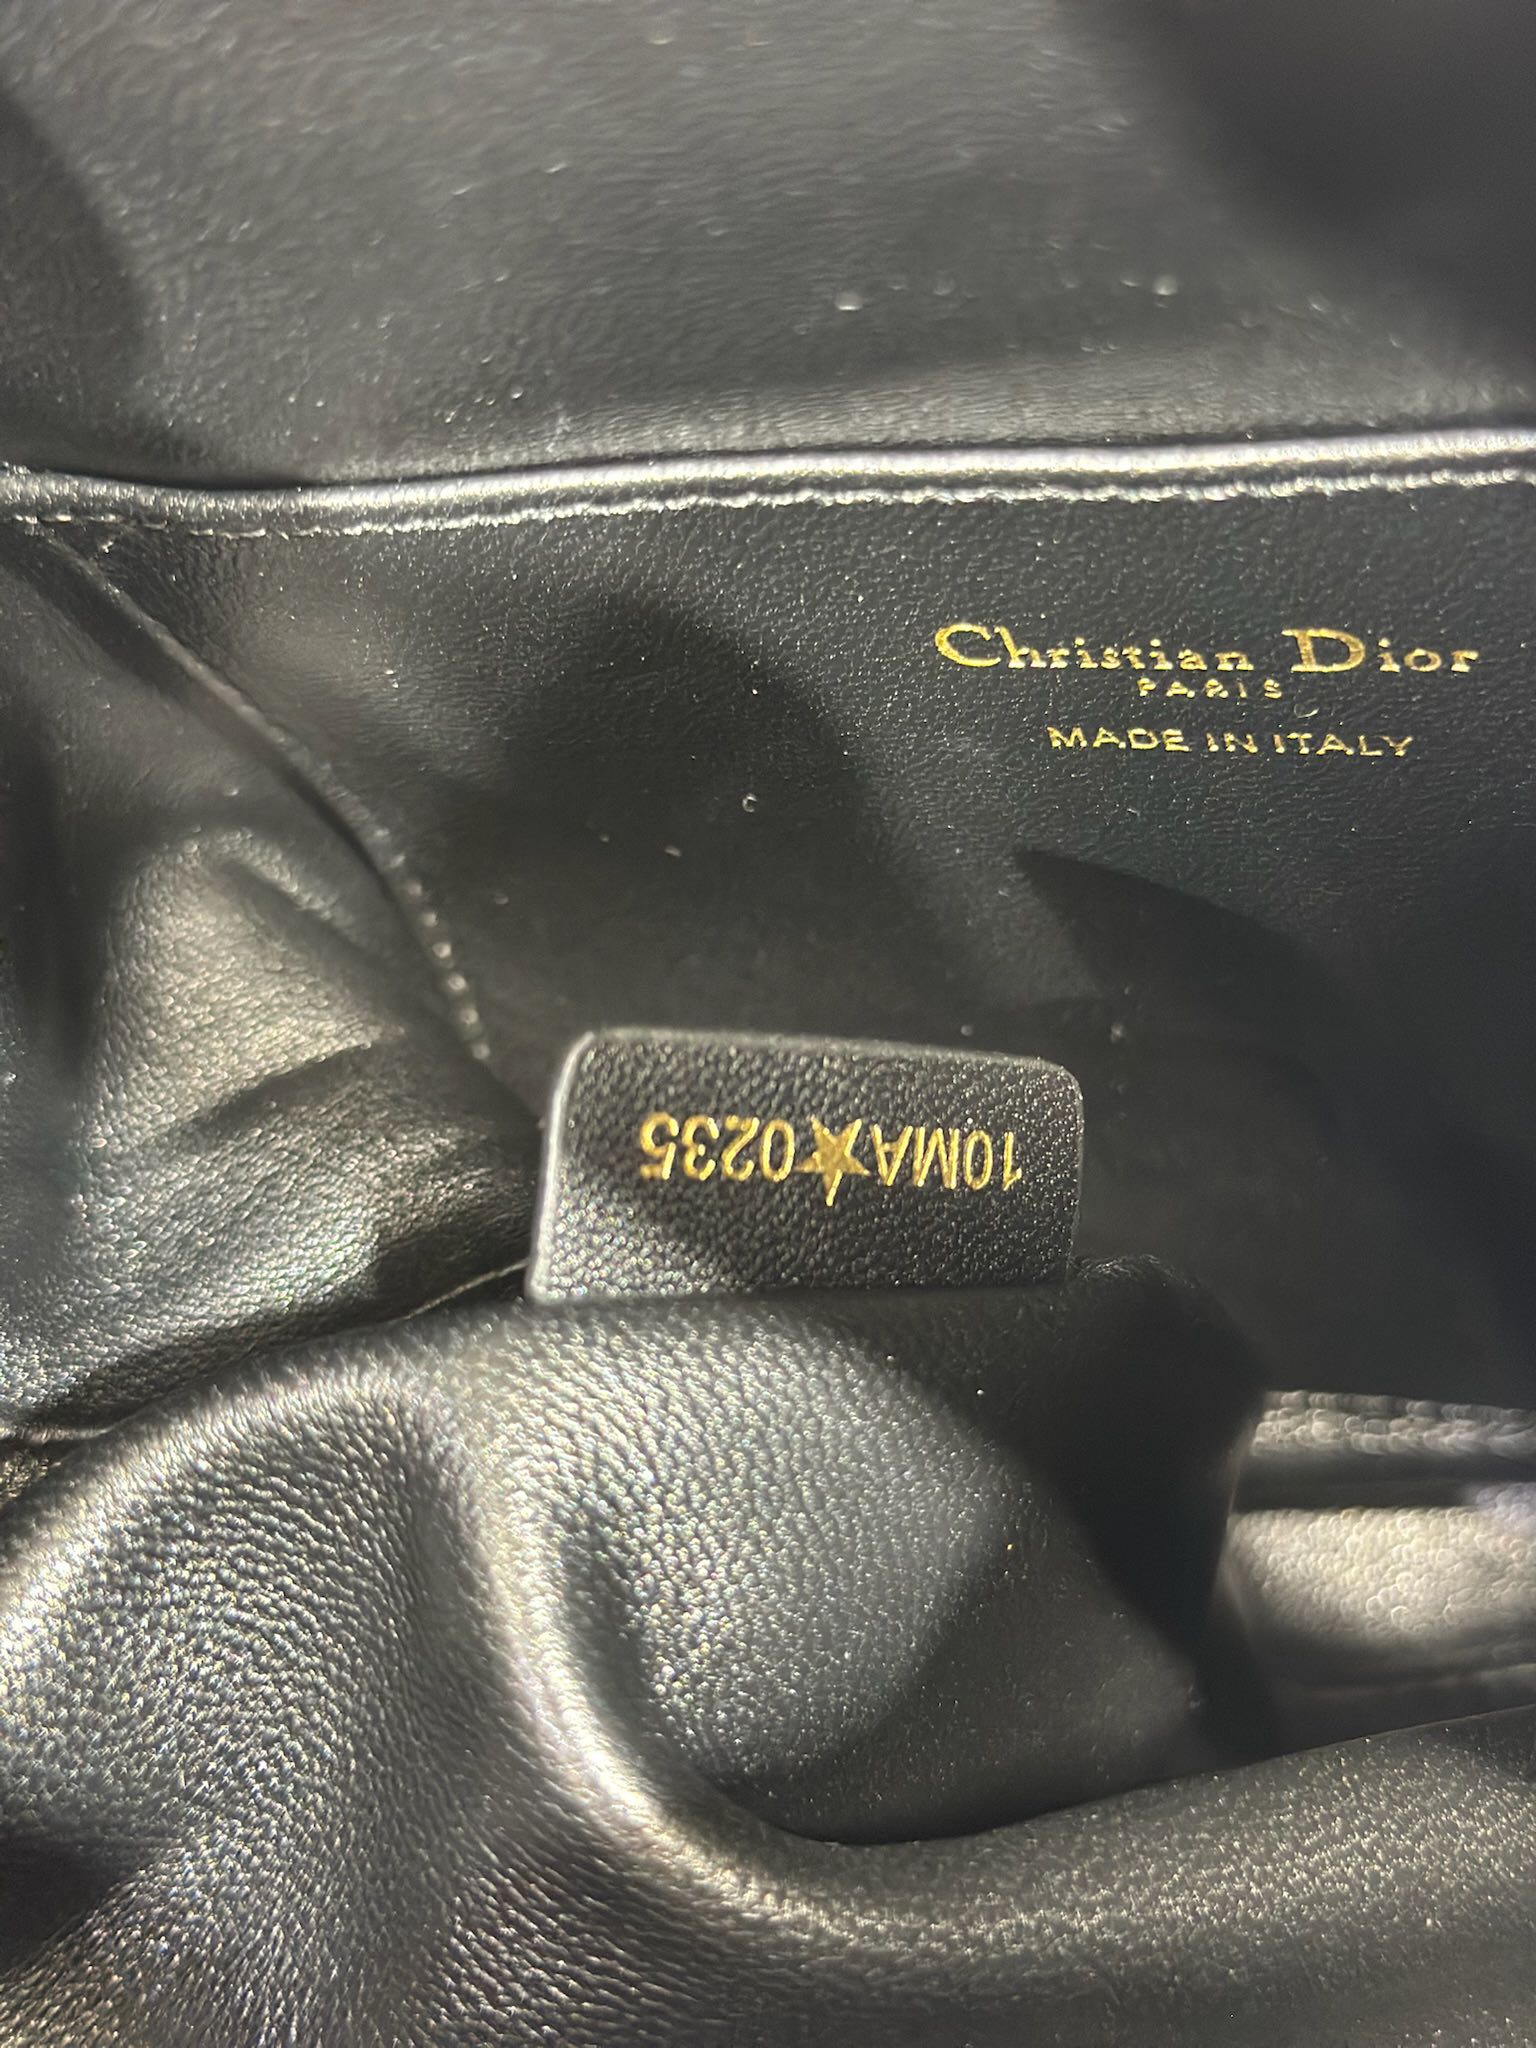 Christian Dior
PARIS
MADE IN ITALY
10MA★0235